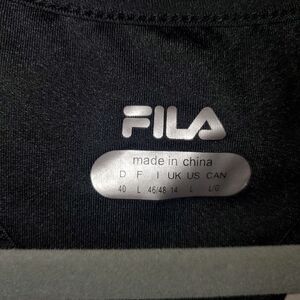 FILA
made in china
D F I UK US CAN
40 L 46/48 14 L L/G